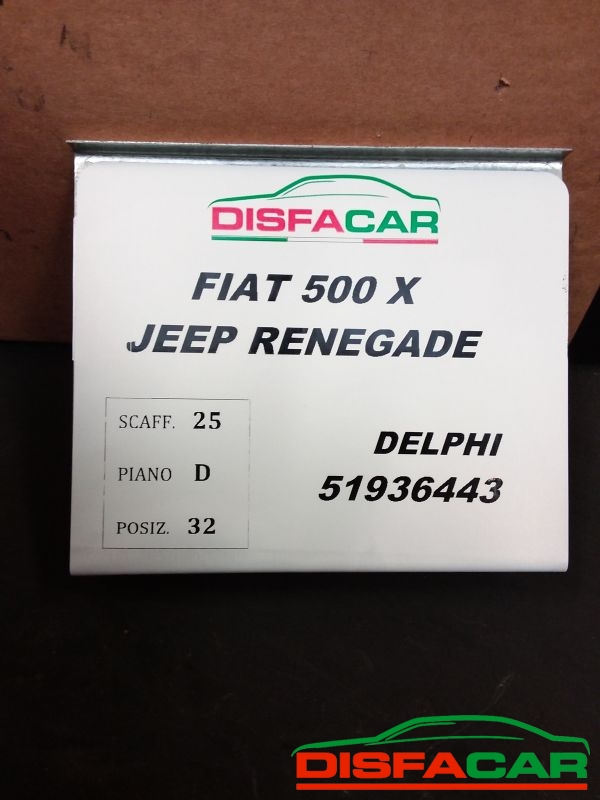 DISFACAR
FIAT 500 X
JEEP RENEGADE
SCAFF. 25
PIANO D
POSIZ. 32
DELPHI
51936443
DISFACAR